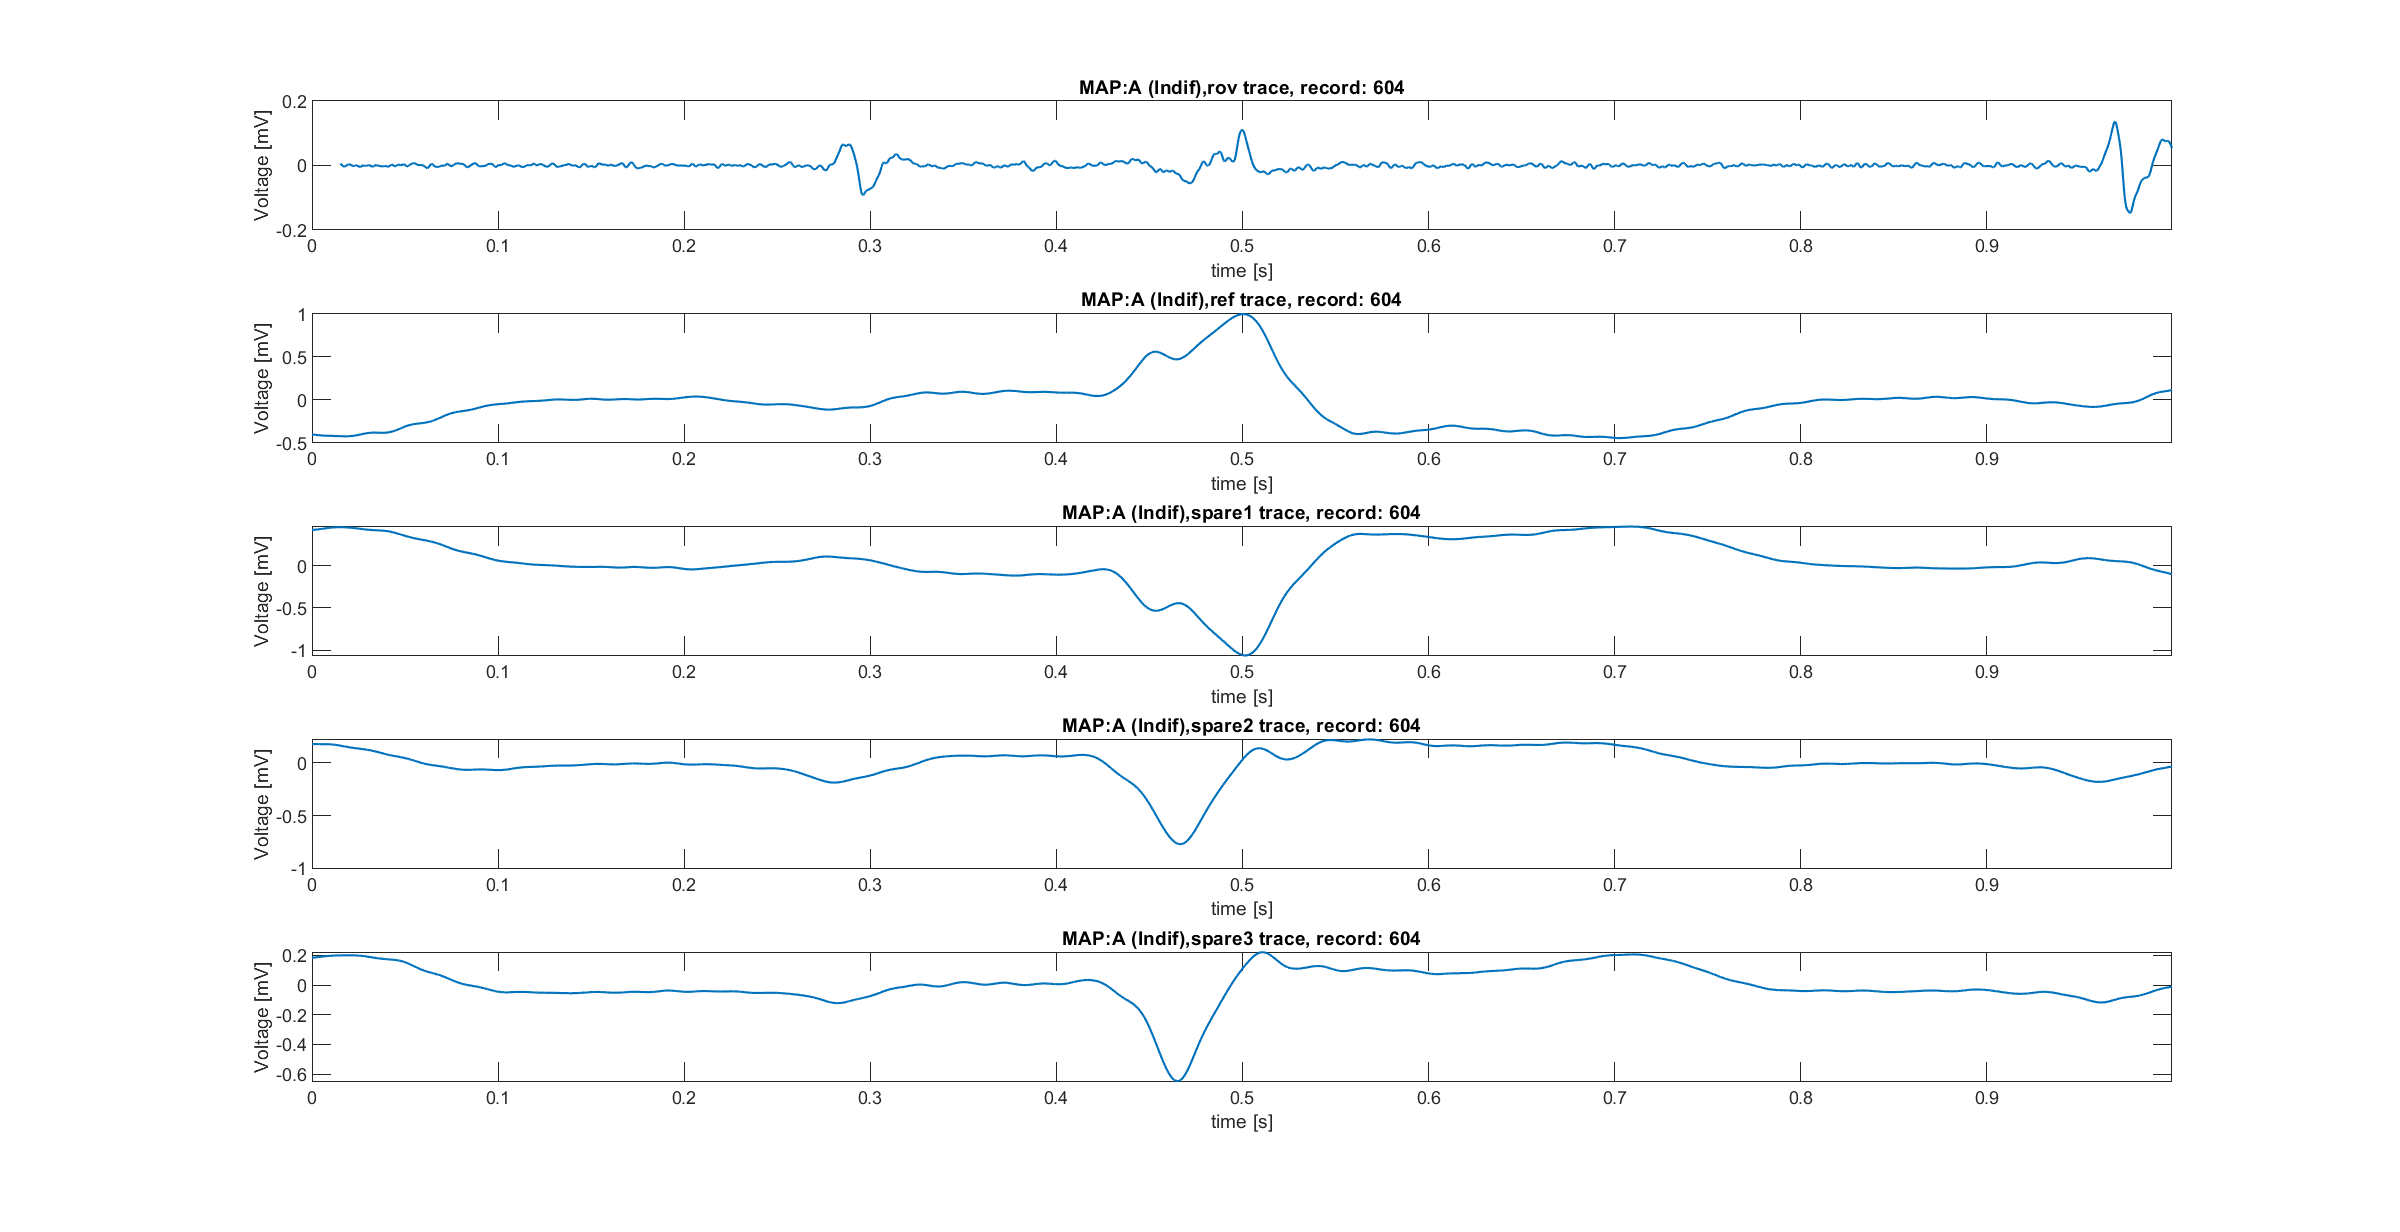 MAP:A (Indif),rov trace, record: 604
Voltage [mV]
0.2
0
-0.2
0 0.1 0.2 0.3 0.4 0.5 0.6 0.7 0.8 0.9
time [s]
MAP:A (Indif),ref trace, record: 604
Voltage [mV]
1
0.5
0
-0.5
0 0.1 0.2 0.3 0.4 0.5 0.6 0.7 0.8 0.9
time [s]
MAP:A (Indif),spare1 trace, record: 604
Voltage [mV]
0
-0.5
-1
0 0.1 0.2 0.3 0.4 0.5 0.6 0.7 0.8 0.9
time [s]
MAP:A (Indif),spare2 trace, record: 604
Voltage [mV]
0
-0.5
-1
0 0.1 0.2 0.3 0.4 0.5 0.6 0.7 0.8 0.9
time [s]
MAP:A (Indif),spare3 trace, record: 604
Voltage [mV]
0.2
0
-0.2
-0.4
-0.6
0 0.1 0.2 0.3 0.4 0.5 0.6 0.7 0.8 0.9
time [s]